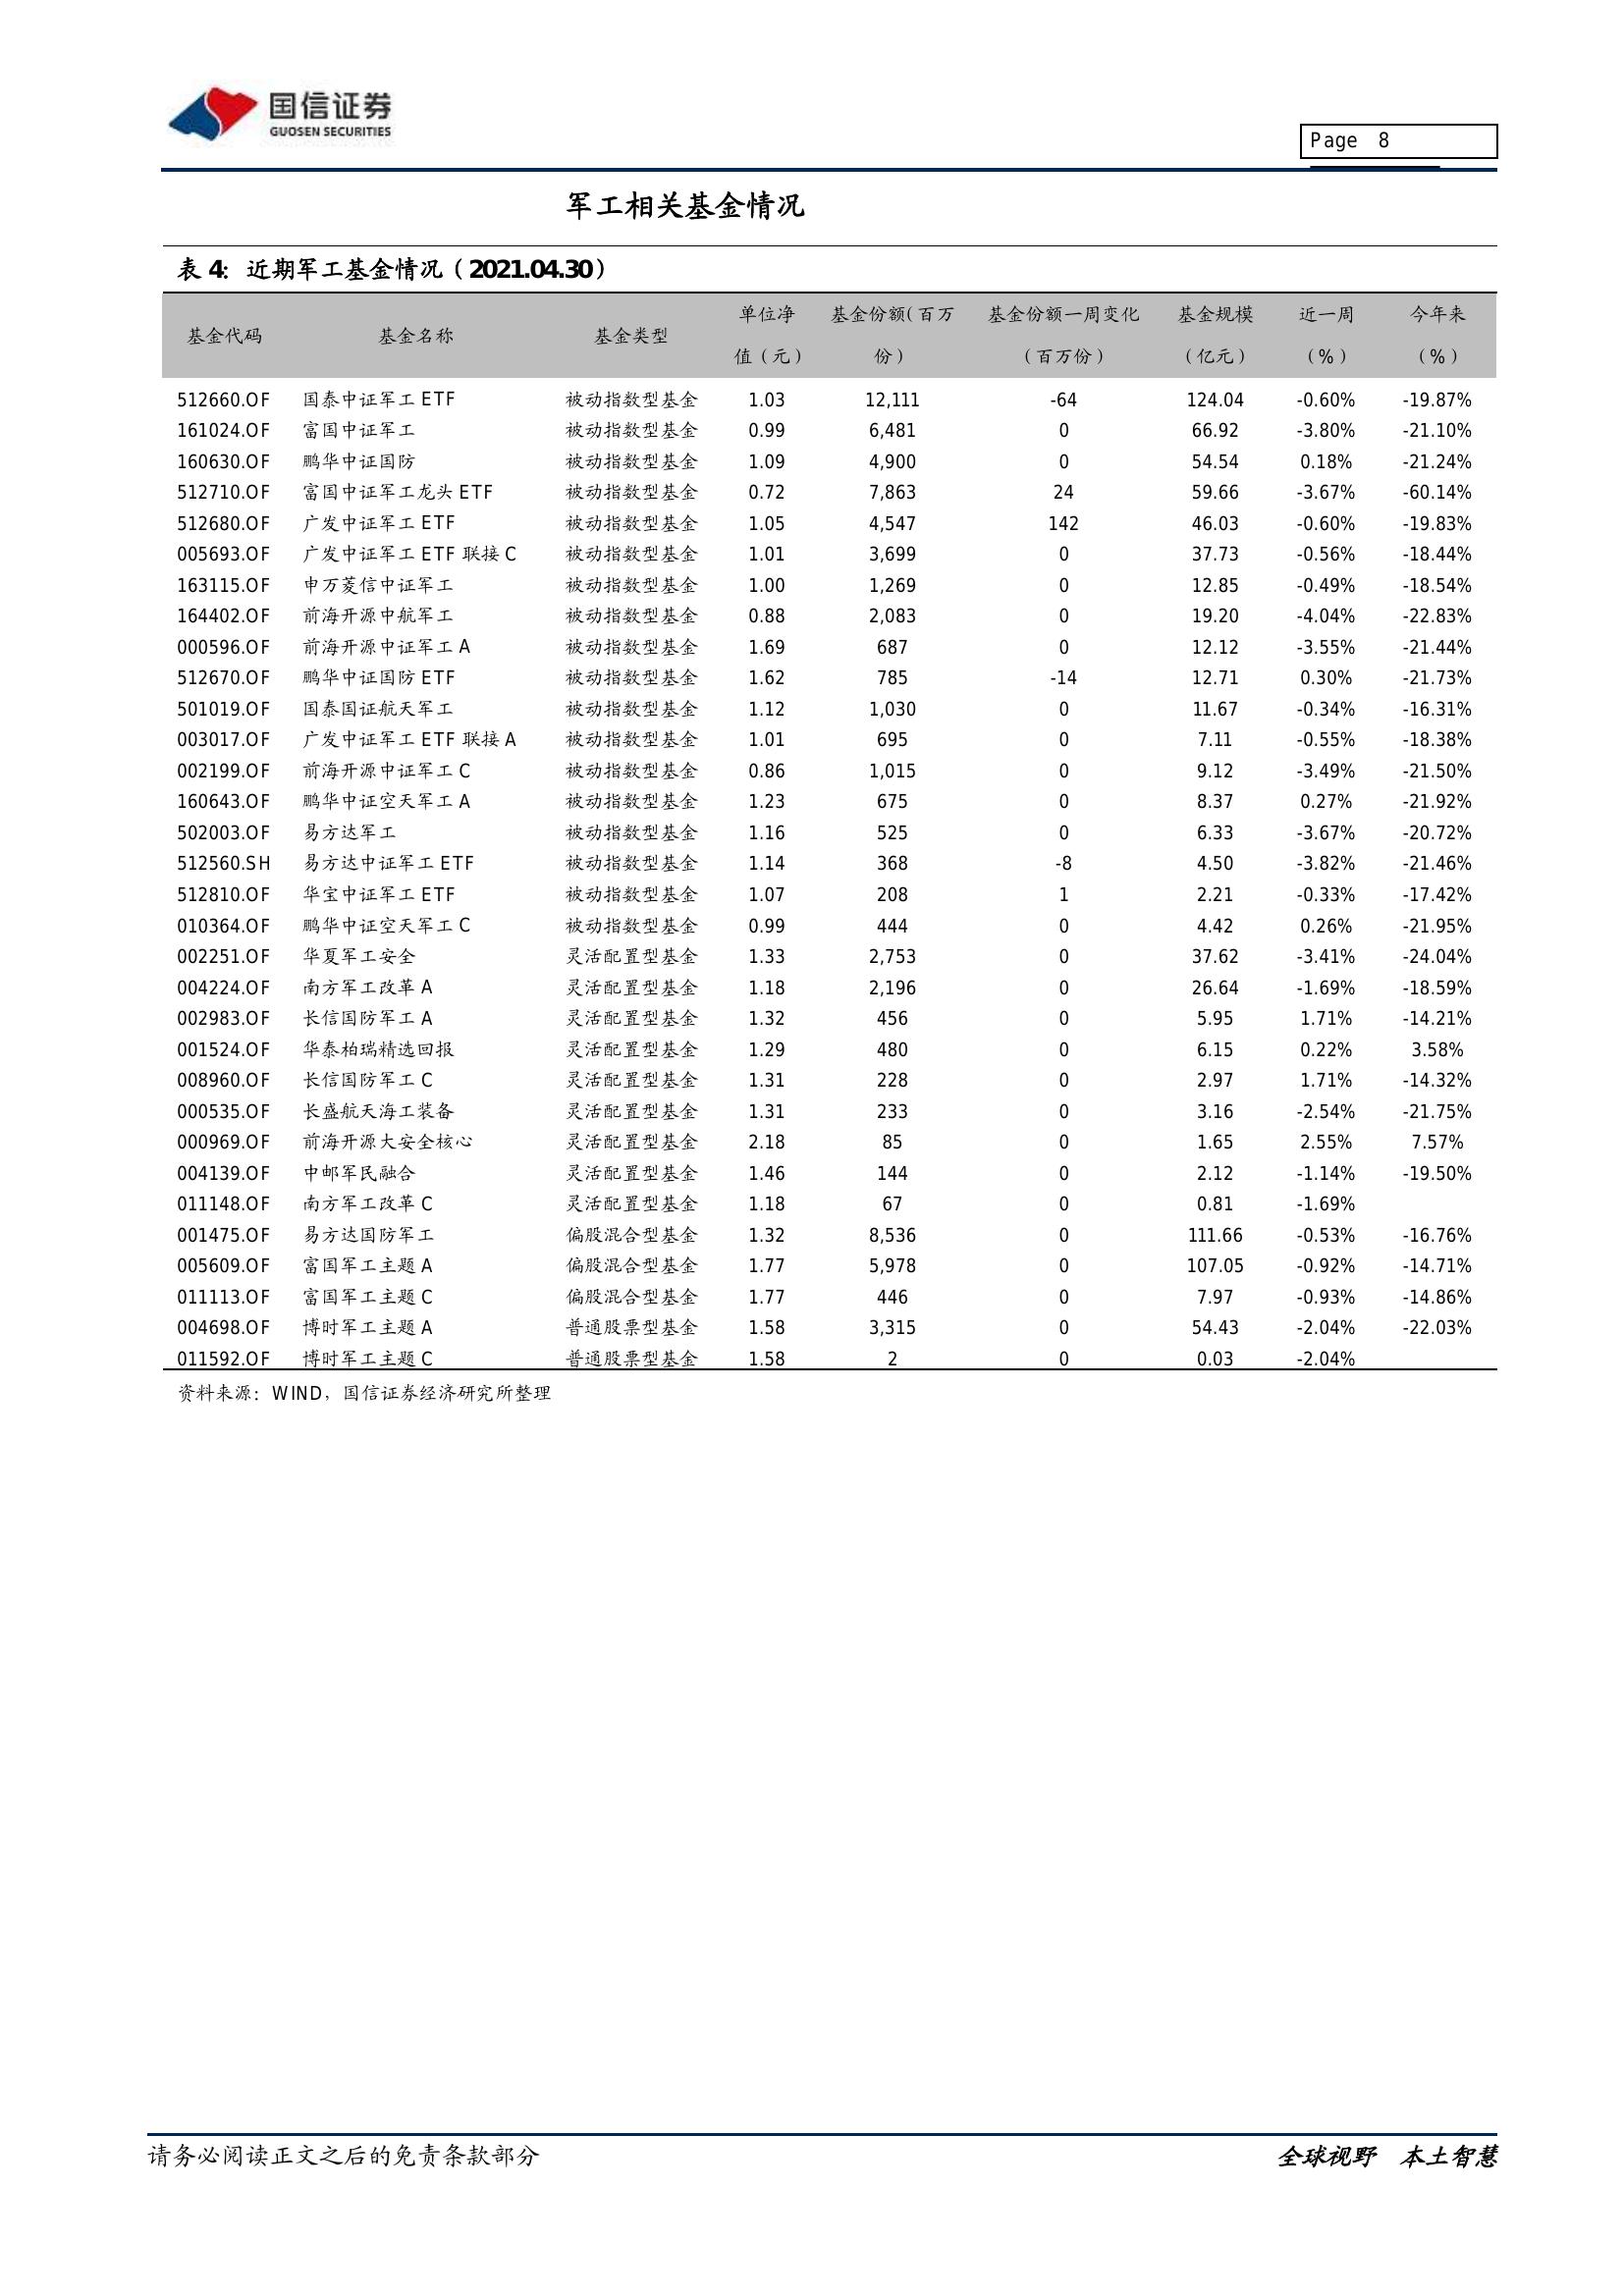 国信证券
GUOSEN SECURITIES
Page 8
军工相关基金情况
表 4: 近期军工基金情况（2021.04.30）
基金代码 基金名称 基金类型 单位净值（元） 基金份额（百万份） 基金份额一周变化（百万份） 基金规模（亿元） 近一周（%） 今年来（%）
512660.OF 国泰中证军工 ETF 被动指数型基金 1.03 12,111 -64 124.04 -0.60% -19.87%
161024.OF 富国中证军工 被动指数型基金 0.99 6,481 0 66.92 -3.80% -21.10%
160630.OF 鹏华中证国防 被动指数型基金 1.09 4,900 0 54.54 0.18% -21.24%
512710.OF 富国中证军工龙头 ETF 被动指数型基金 0.72 7,863 24 59.66 -3.67% -60.14%
512680.OF 广发中证军工 ETF 被动指数型基金 1.05 4,547 142 46.03 -0.60% -19.83%
005693.OF 广发中证军工 ETF 联接 C 被动指数型基金 1.01 3,699 0 37.73 -0.56% -18.44%
163115.OF 申万菱信中证军工 被动指数型基金 1.00 1,269 0 12.85 -0.49% -18.54%
164402.OF 前海开源中航军工 被动指数型基金 0.88 2,083 0 19.20 -4.04% -22.83%
000596.OF 前海开源中证军工 A 被动指数型基金 1.69 687 0 12.12 -3.55% -21.44%
512670.OF 鹏华中证国防 ETF 被动指数型基金 1.62 785 -14 12.71 0.30% -21.73%
501019.OF 国泰国证航天军工 被动指数型基金 1.12 1,030 0 11.67 -0.34% -16.31%
003017.OF 广发中证军工 ETF 联接 A 被动指数型基金 1.01 695 0 7.11 -0.55% -18.38%
002199.OF 前海开源中证军工 C 被动指数型基金 0.86 1,015 0 9.12 -3.49% -21.50%
160643.OF 鹏华中证空天军工 A 被动指数型基金 1.23 675 0 8.37 0.27% -21.92%
502003.OF 易方达军工 被动指数型基金 1.16 525 0 6.33 -3.67% -20.72%
512560.SH 易方达中证军工 ETF 被动指数型基金 1.14 368 -8 4.50 -3.82% -21.46%
512810.OF 华宝中证军工 ETF 被动指数型基金 1.07 208 1 2.21 -0.33% -17.42%
010364.OF 鹏华中证空天军工 C 被动指数型基金 0.99 444 0 4.42 0.26% -21.95%
002251.OF 华夏军工安全 灵活配置型基金 1.33 2,753 0 37.62 -3.41% -24.04%
004224.OF 南方军工改革 A 灵活配置型基金 1.18 2,196 0 26.64 -1.69% -18.59%
002983.OF 长信国防军工 A 灵活配置型基金 1.32 456 0 5.95 1.71% -14.21%
001524.OF 华泰柏瑞精选回报 灵活配置型基金 1.29 480 0 6.15 0.22% 3.58%
008960.OF 长信国防军工 C 灵活配置型基金 1.31 228 0 2.97 1.71% -14.32%
000535.OF 长盛航天海工装备 灵活配置型基金 1.31 233 0 3.16 -2.54% -21.75%
000969.OF 前海开源大安全核心 灵活配置型基金 2.18 85 0 1.65 2.55% 7.57%
004139.OF 中邮军民融合 灵活配置型基金 1.46 144 0 2.12 -1.14% -19.50%
011148.OF 南方军工改革 C 灵活配置型基金 1.18 67 0 0.81 -1.69%
001475.OF 易方达国防军工 偏股混合型基金 1.32 8,536 0 111.66 -0.53% -16.76%
005609.OF 富国军工主题 A 偏股混合型基金 1.77 5,978 0 107.05 -0.92% -14.71%
011113.OF 富国军工主题 C 偏股混合型基金 1.77 446 0 7.97 -0.93% -14.86%
004698.OF 博时军工主题 A 普通股票型基金 1.58 3,315 0 54.43 -2.04% -22.03%
011592.OF 博时军工主题 C 普通股票型基金 1.58 2 0 0.03 -2.04%
资料来源：WIND，国信证券经济研究所整理
请务必阅读正文之后的免责条款部分 全球视野 本土智慧